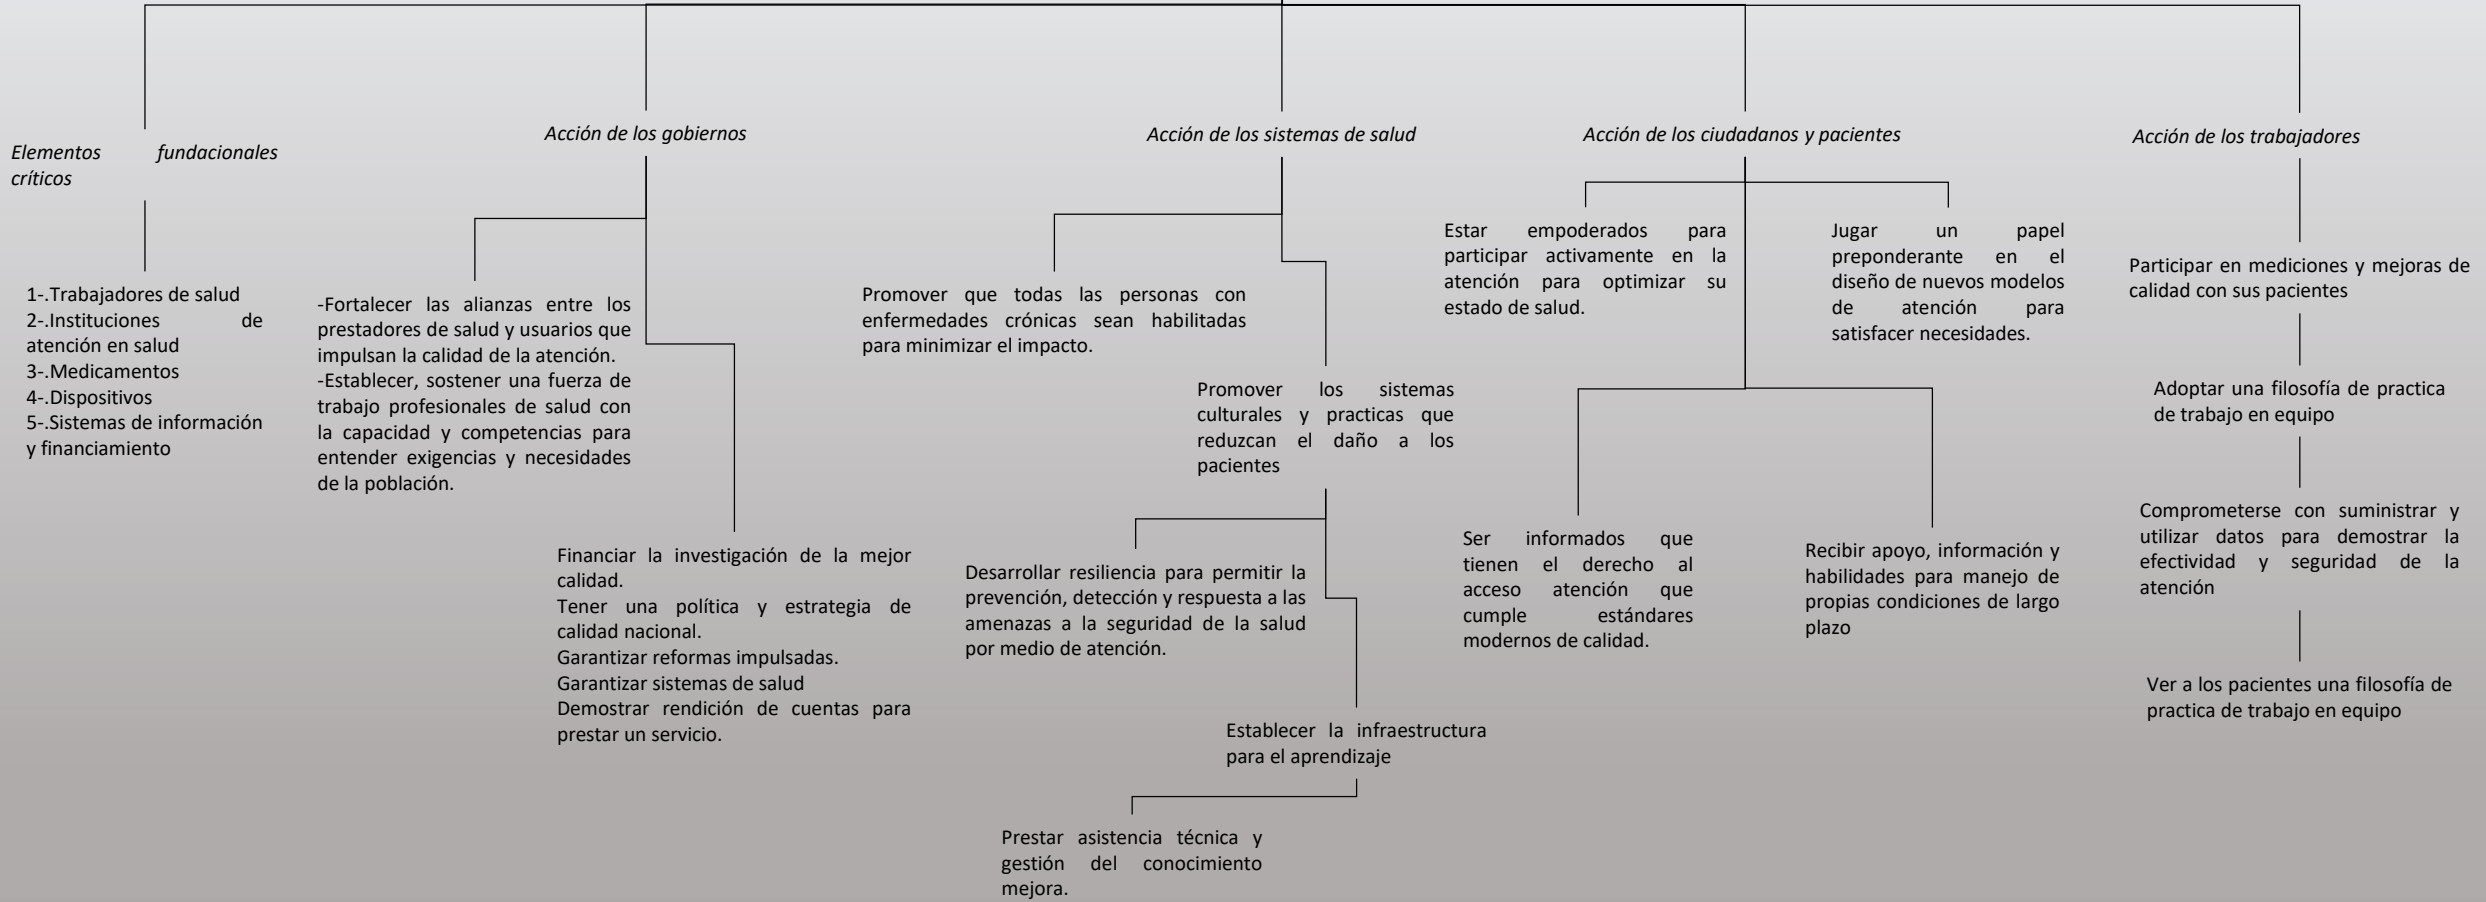 Elementos fundacionales
críticos
1-.Trabajadores de salud
2-.Instituciones de
atención en salud
3-.Medicamentos
4-.Dispositivos
5-.Sistemas de información
y financiamiento
Acción de los gobiernos
-Fortalecer las alianzas entre los
prestadores de salud y usuarios que
impulsan la calidad de la atención.
-Establecer, sostener una fuerza de
trabajo profesionales de salud con
la capacidad y competencias para
entender exigencias y necesidades
de la población.
Financiar la investigación de la mejor
calidad.
Tener una política y estrategia de
calidad nacional.
Garantizar reformas impulsadas.
Garantizar sistemas de salud
Demostrar rendición de cuentas para
prestar un servicio.
Acción de los sistemas de salud
Promover que todas las personas con
enfermedades crónicas sean habilitadas
para minimizar el impacto.
Promover los sistemas
culturales y practicas que
reduzcan el daño a los
pacientes
Desarrollar resiliencia para permitir la
prevención, detección y respuesta a las
amenazas a la seguridad de la salud
por medio de atención.
Establecer la infraestructura
para el aprendizaje
Prestar asistencia técnica y
gestión del conocimiento
mejora.
Acción de los ciudadanos y pacientes
Estar empoderados para
participar activamente en la
atención para optimizar su
estado de salud.
Jugar un papel
preponderante en el
diseño de nuevos modelos
de atención para
satisfacer necesidades.
Ser informados que
tienen el derecho al
acceso atención que
cumple estándares
modernos de calidad.
Recibir apoyo, información y
habilidades para manejo de
propias condiciones de largo
plazo
Acción de los trabajadores
Participar en mediciones y mejoras de
calidad con sus pacientes
Adoptar una filosofía de practica
de trabajo en equipo
Comprometerse con suministrar y
utilizar datos para demostrar la
efectividad y seguridad de la
atención
Ver a los pacientes una filosofía de
practica de trabajo en equipo